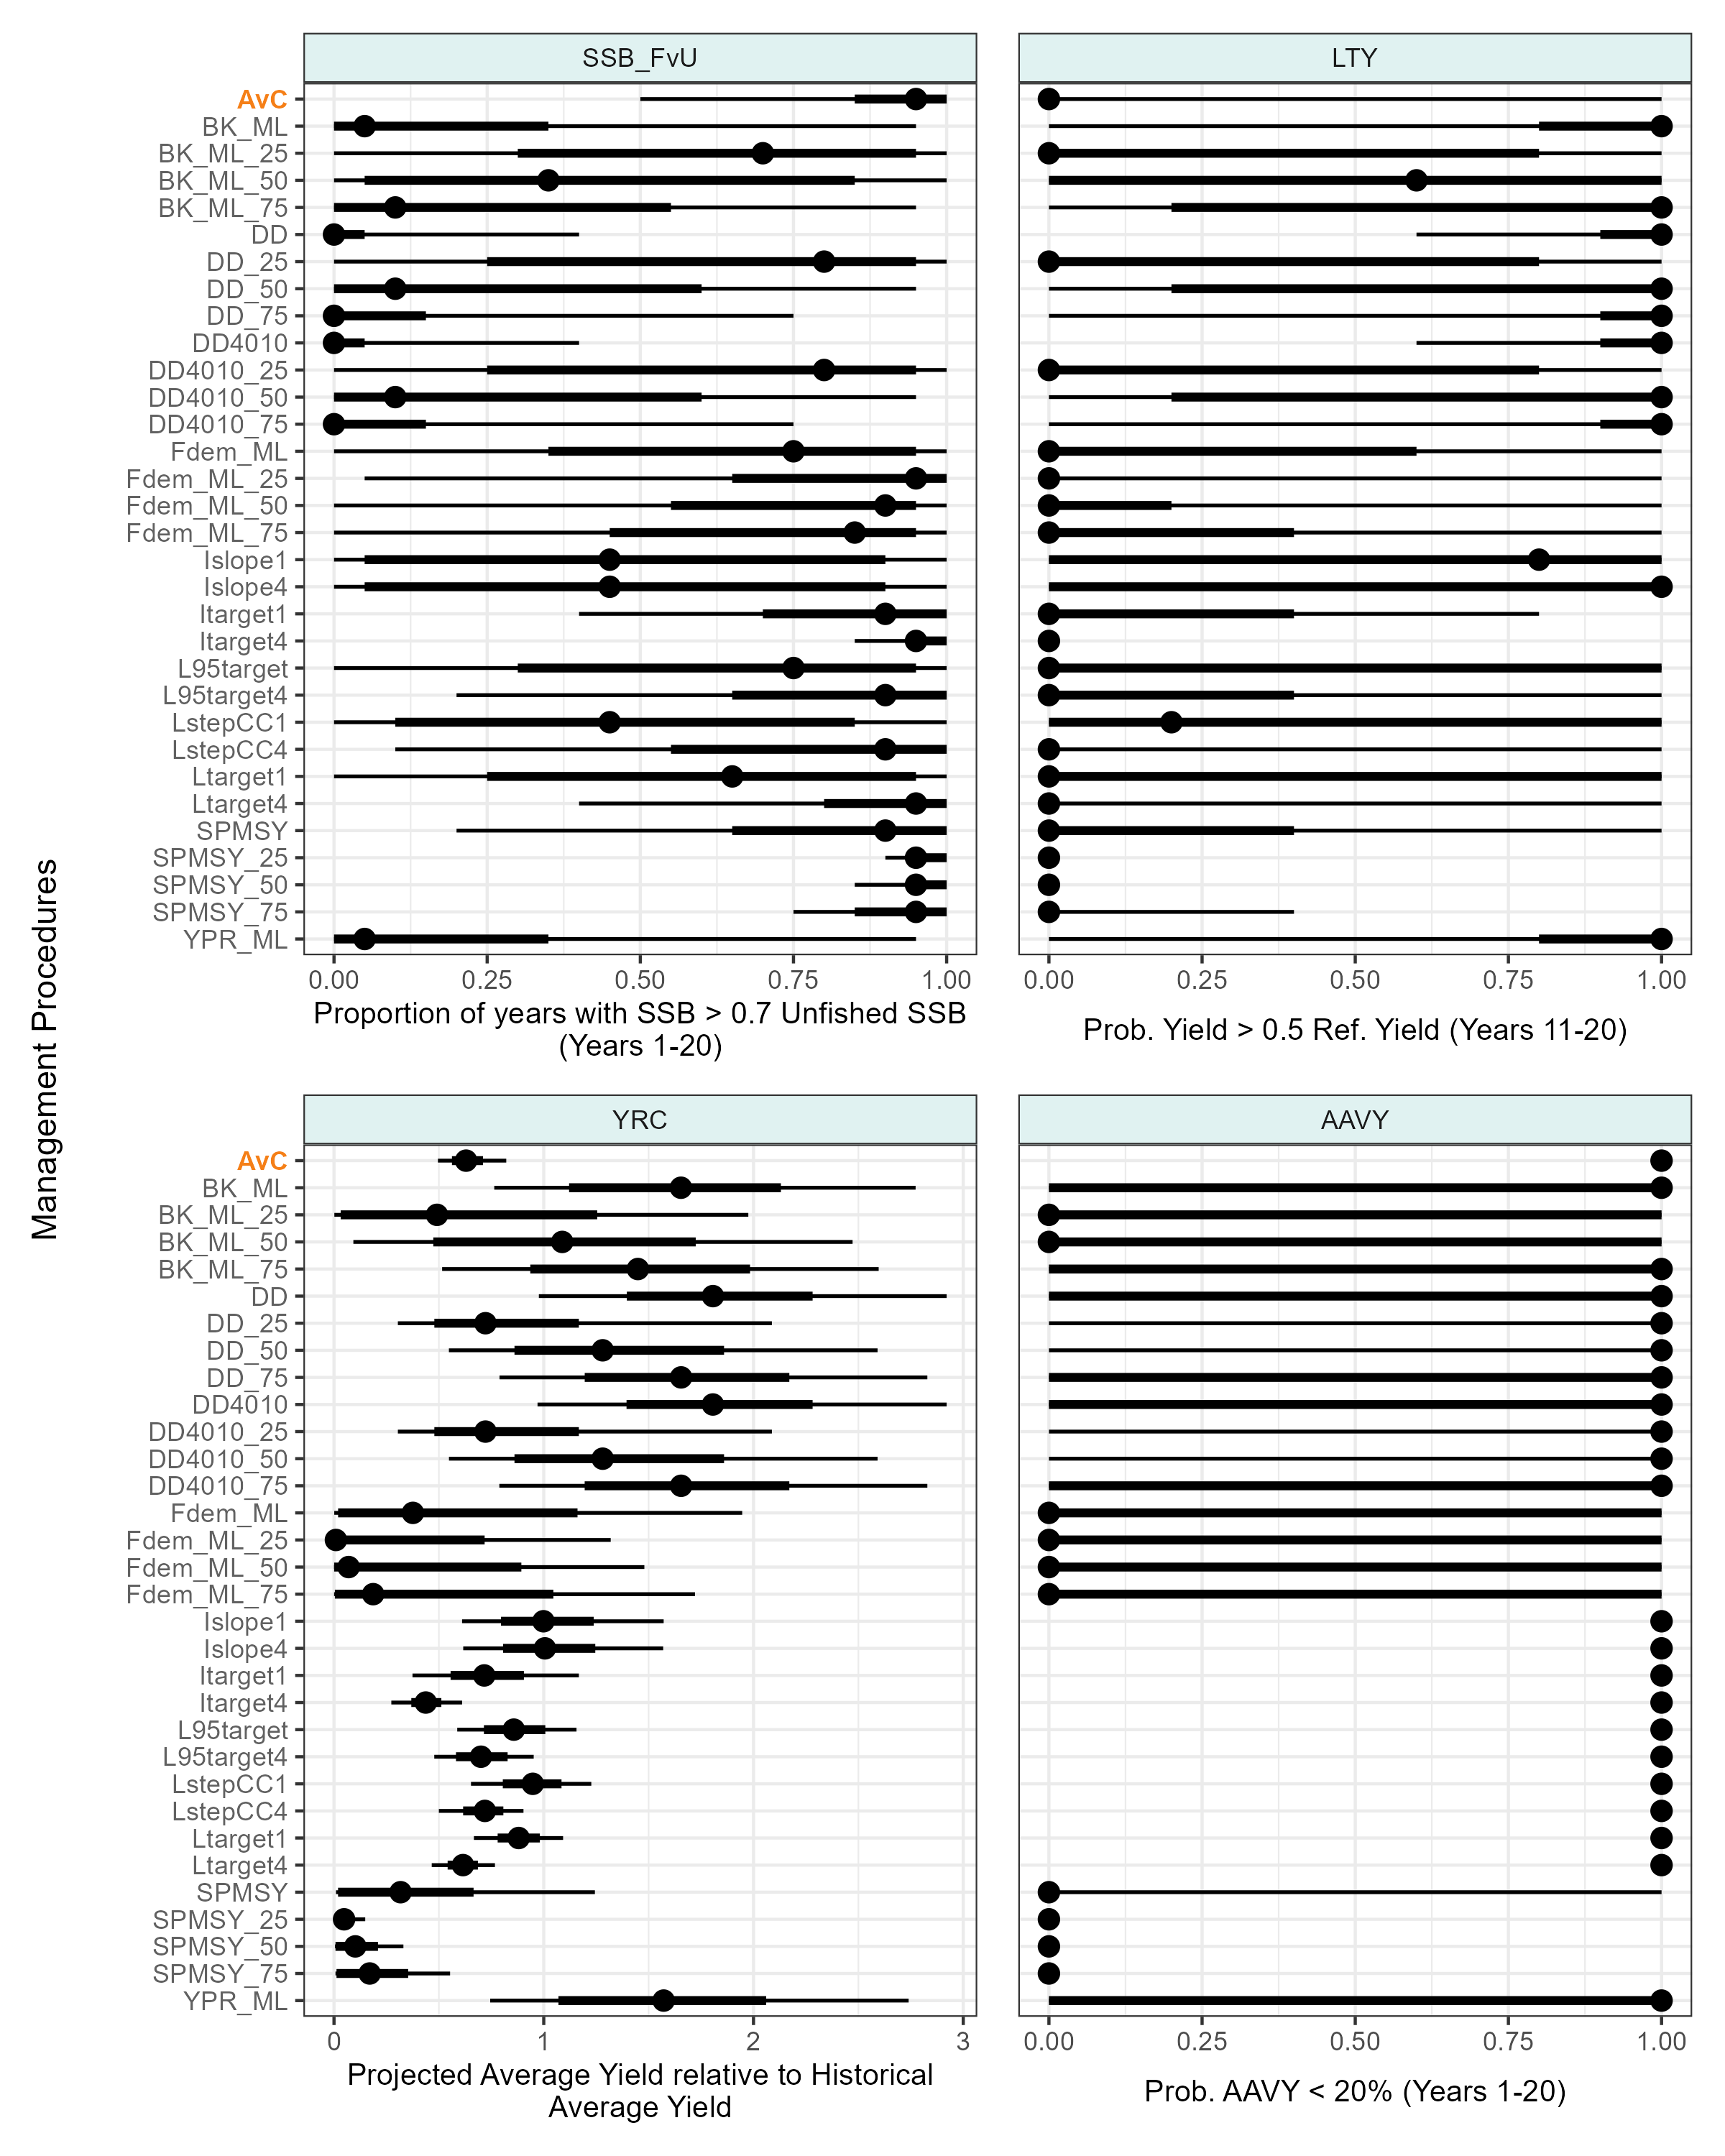 SSB_FvU
LTY
AvC
BK_ML
BK_ML_25
BK_ML_50
BK_ML_75
DD
DD_25
DD_50
DD_75
DD4010
DD4010_25
DD4010_50
DD4010_75
Fdem_ML
Fdem_ML_25
Fdem_ML_50
Fdem_ML_75
Islope1
Islope4
Itarget1
Itarget4
L95target
L95target4
LstepCC1
LstepCC4
Ltarget1
Ltarget4
SPMSY
SPMSY_25
SPMSY_50
SPMSY_75
YPR_ML
0.00 0.25 0.50 0.75 1.00
0.00 0.25 0.50 0.75 1.00
Proportion of years with SSB > 0.7 Unfished SSB
(Years 1-20)
Prob. Yield > 0.5 Ref. Yield (Years 11-20)
Management Procedures
YRC
AAVY
AvC
BK_ML
BK_ML_25
BK_ML_50
BK_ML_75
DD
DD_25
DD_50
DD_75
DD4010
DD4010_25
DD4010_50
DD4010_75
Fdem_ML
Fdem_ML_25
Fdem_ML_50
Fdem_ML_75
Islope1
Islope4
Itarget1
Itarget4
L95target
L95target4
LstepCC1
LstepCC4
Ltarget1
Ltarget4
SPMSY
SPMSY_25
SPMSY_50
SPMSY_75
YPR_ML
0 1 2 3
0.00 0.25 0.50 0.75 1.00
Projected Average Yield relative to Historical
Average Yield
Prob. AAVY < 20% (Years 1-20)